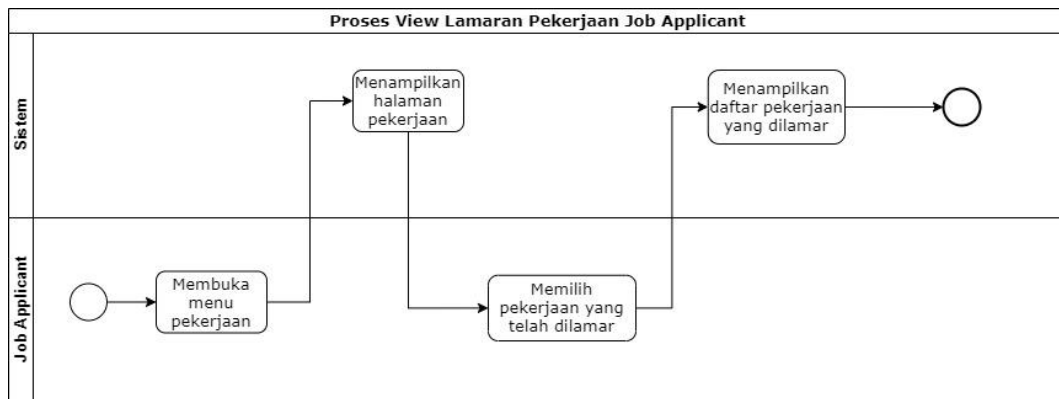 Proses View Lamaran Pekerjaan Job Applicant
Sistem
Menampilkan
halaman
pekerjaan
Menampilkan
daftar pekerjaan
yang dilamar
Job Applicant
Membuka
menu
pekerjaan
Memilih
pekerjaan yang
telah dilamar